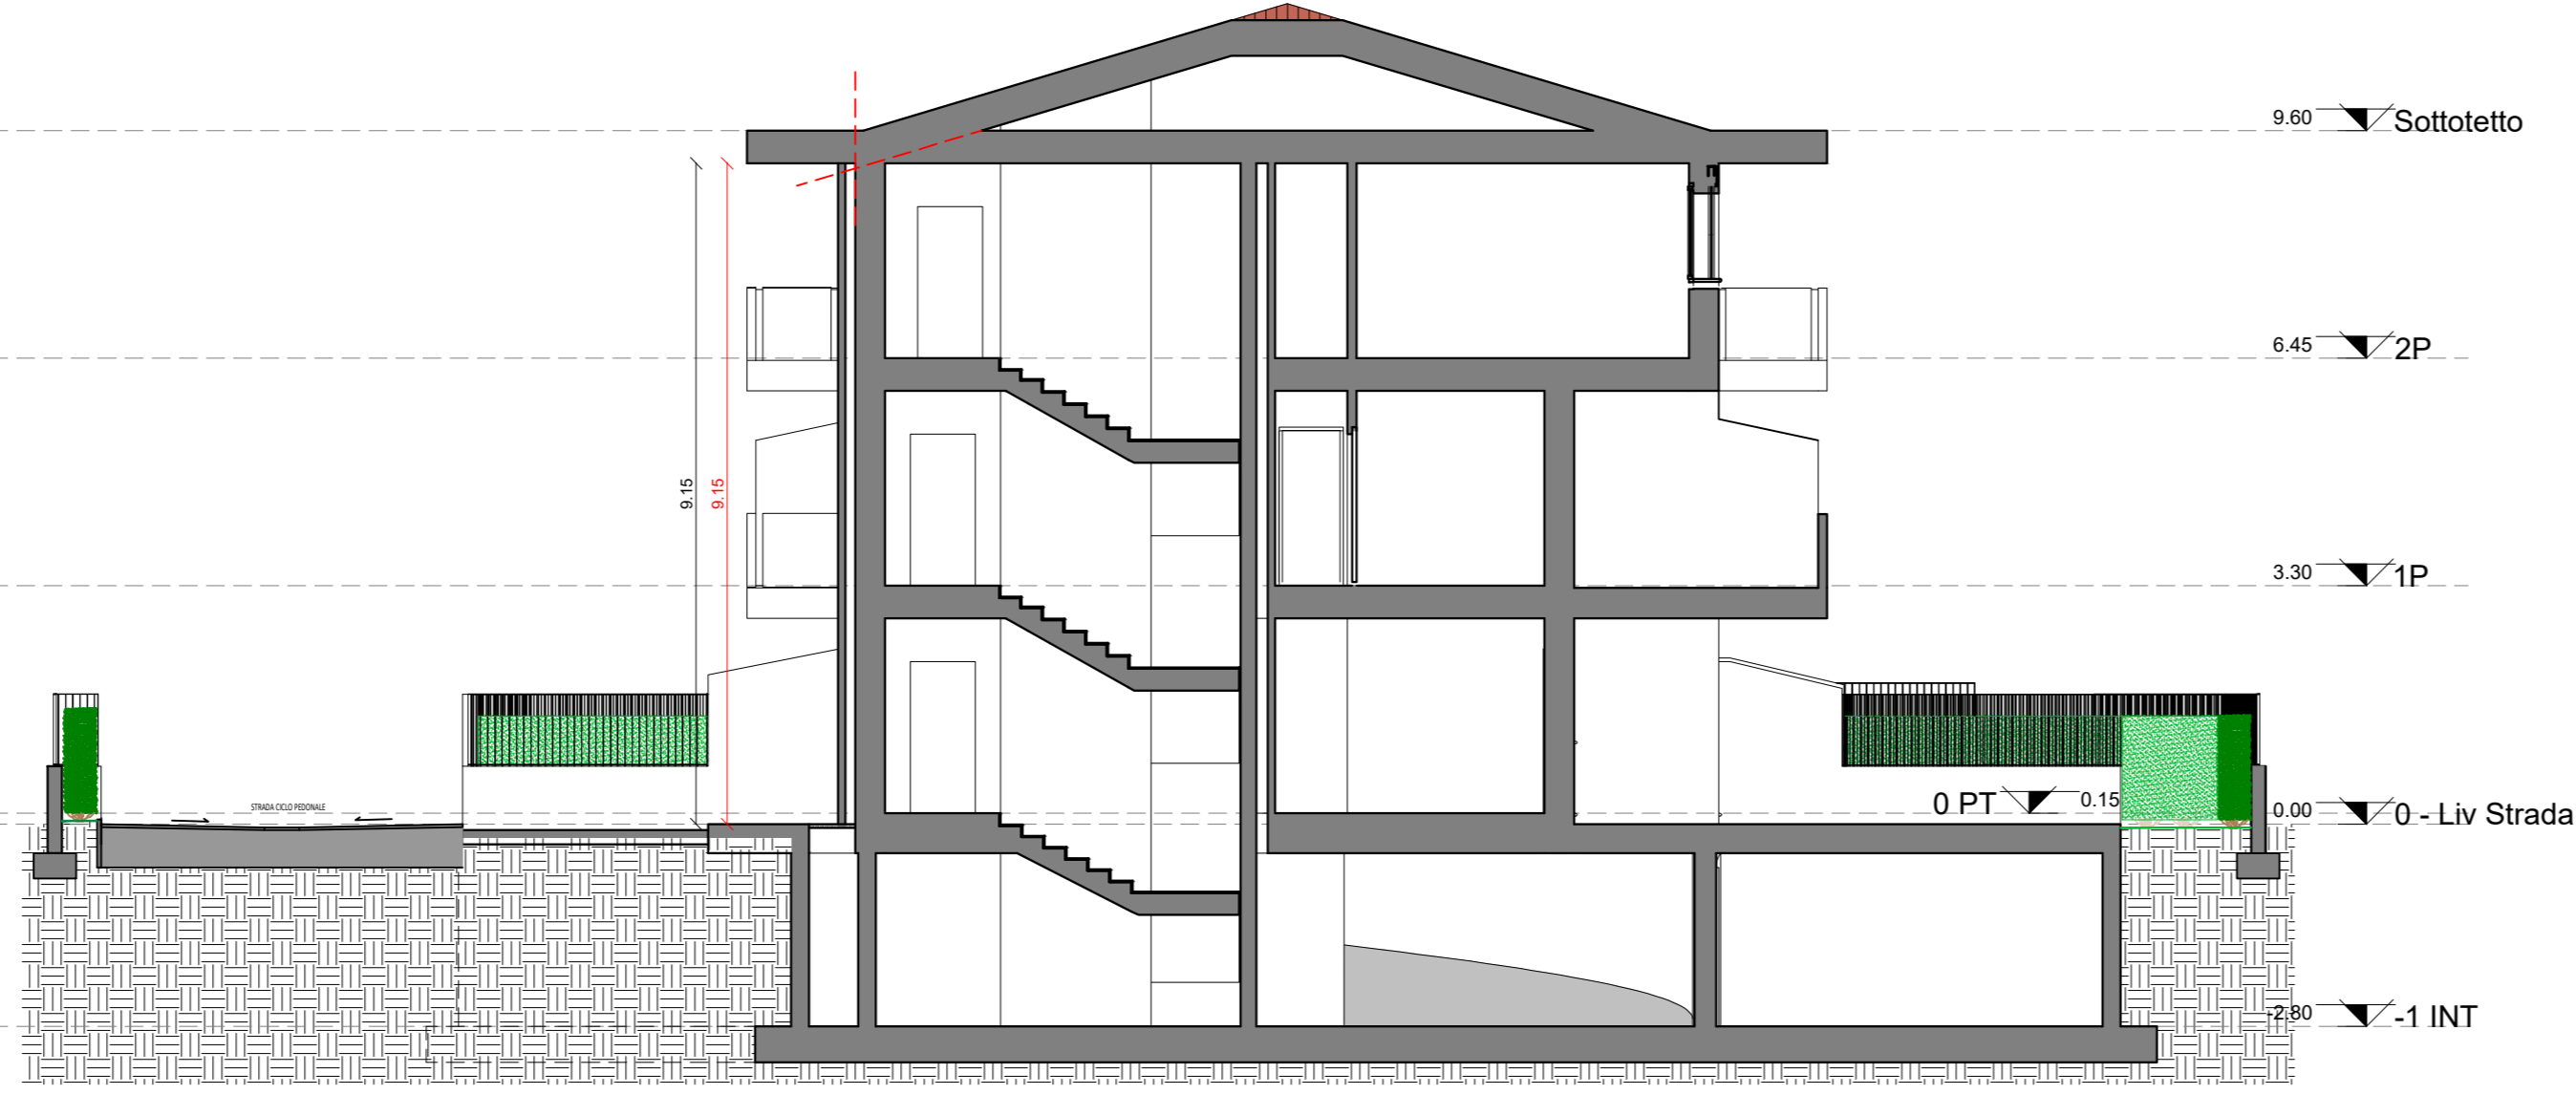 9.60 Sottotetto
6.45 2P
9.15
9.15
3.30 1P
STRADA CICLO PEDONALE
0 PT 0.15
0.00 0 - Liv Strada
-2.80 -1 INT